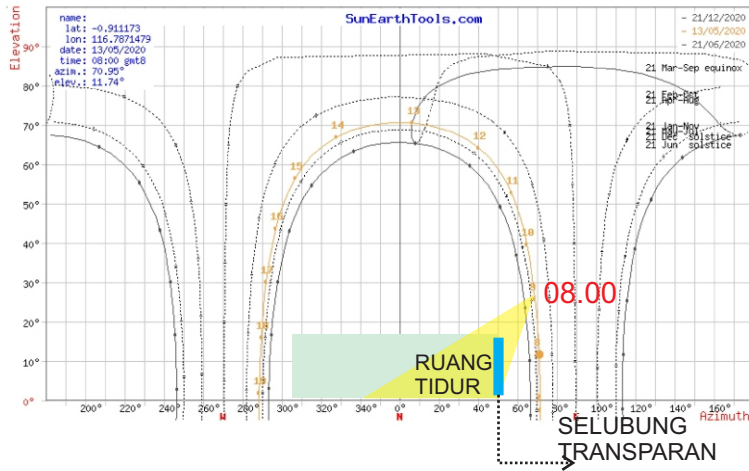 name:
lat: -0.911173
lon: 116.7871479
date: 13/05/2020
time: 08:00 gmt8
azim.: 70.95°
elev.: 11.74°
SunEarthTools.com
— 21/12/2020
— 13/05/2020
— 21/06/2020
Elevation
90°
80°
70°
60°
50°
40°
30°
20°
10°
0°
21 Mar-Sep equinox
21 Feb-Oct
21 Apr-Aug
21 Jan-Nov
21 Dec solstice
21 Jun solstice
13
14
12
15
11
16
10
17
9
08.00
18
8
19
RUANG
TIDUR
200° 220° 240° 260° 280° 300° 320° 340° 0° 20° 40° 60° 80° 100° 120° 140° 160°
W N E Azimuth
SELUBUNG
TRANSPARAN